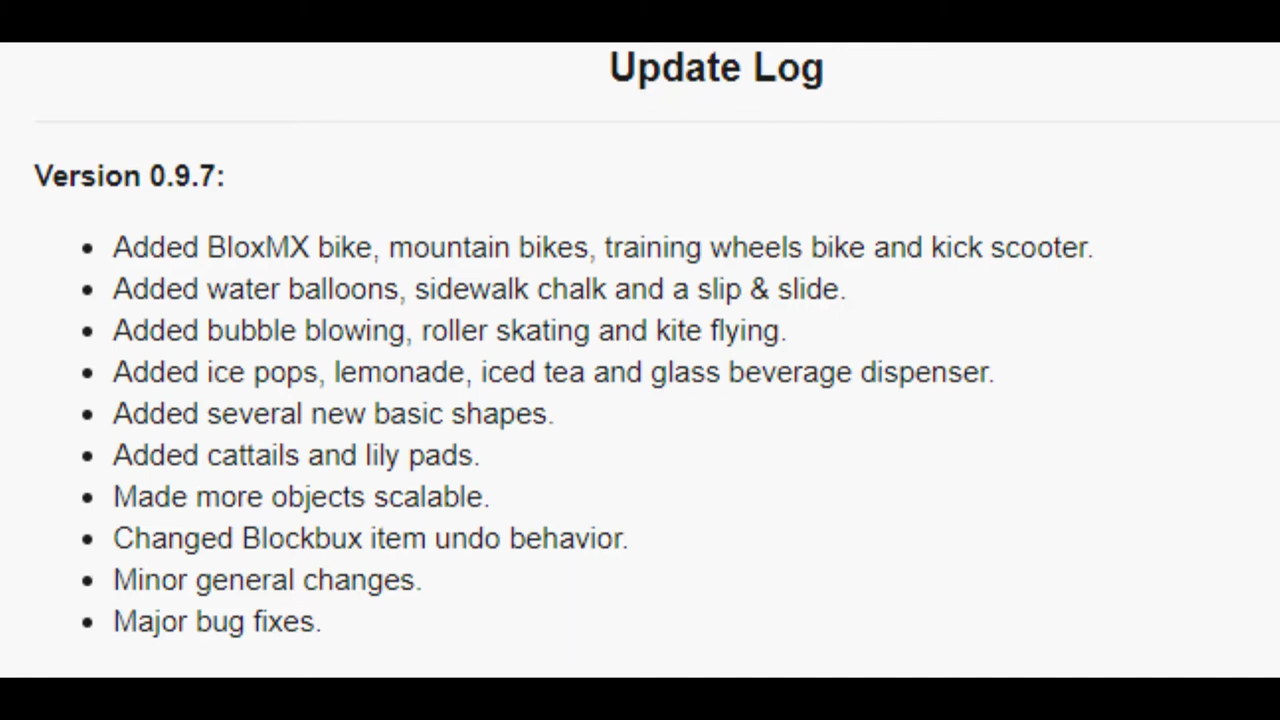 Update Log
Version 0.9.7:
• Added BloxMX bike, mountain bikes, training wheels bike and kick scooter.
• Added water balloons, sidewalk chalk and a slip & slide.
• Added bubble blowing, roller skating and kite flying.
• Added ice pops, lemonade, iced tea and glass beverage dispenser.
• Added several new basic shapes.
• Added cattails and lily pads.
• Made more objects scalable.
• Changed Blockbux item undo behavior.
• Minor general changes.
• Major bug fixes.